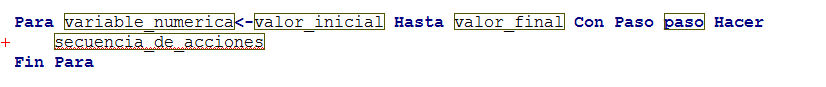 Para variable_numerica<-valor_inicial Hasta valor_final Con Paso paso Hacer
+ secuencia_de_acciones
Fin Para